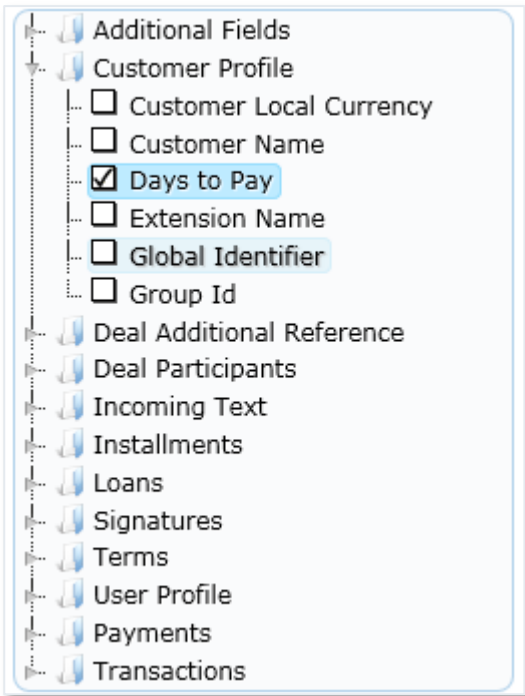 Additional Fields
Customer Profile
Customer Local Currency
Customer Name
Days to Pay
Extension Name
Global Identifier
Group Id
Deal Additional Reference
Deal Participants
Incoming Text
Installments
Loans
Signatures
Terms
User Profile
Payments
Transactions